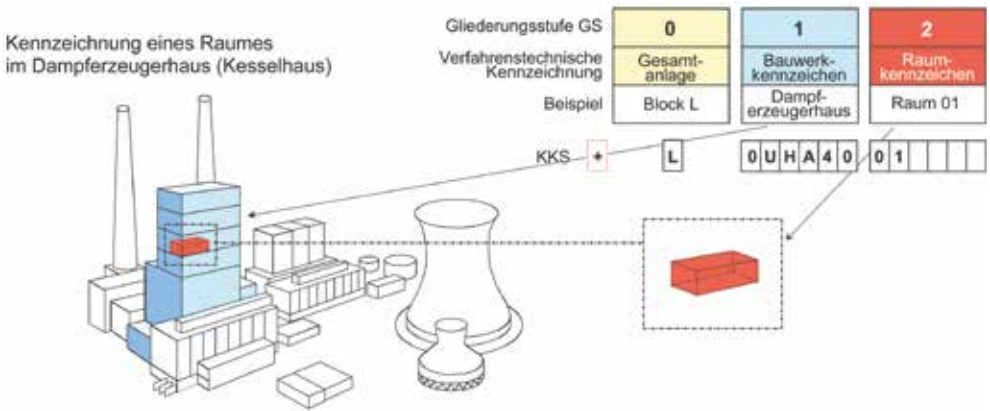 Kennzeichnung eines Raumes
im Dampferzeugerhaus (Kesselhaus)
Gliederungsstufe GS
0
1
2
Verfahrenstechnische
Kennzeichnung
Gesamt-
anlage
Bauwerk-
kennzeichen
Raum-
kennzeichen
Beispiel
Block L
Dampf-
erzeugerhaus
Raum 01
KKS + L 0UHA40 01